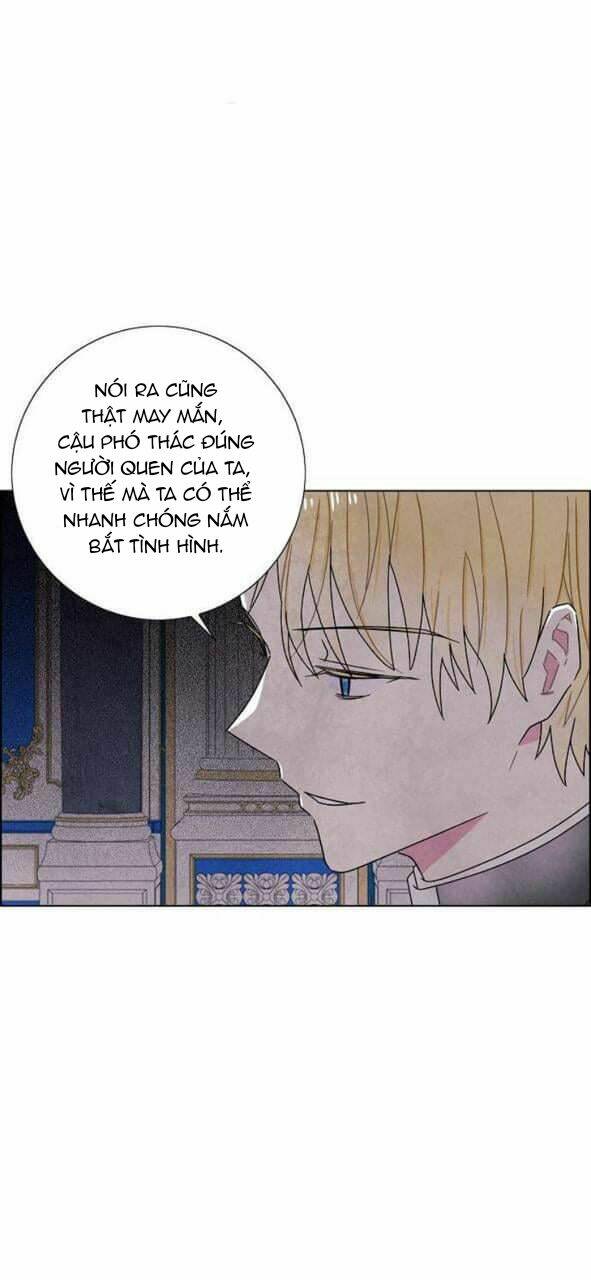 NÓI RA CŨNG
THẬT MAY MẮN,
CẬU PHÓ THÁC ĐÚNG
NGƯỜI QUEN CỦA TA,
VÌ THẾ MÀ TA CÓ THỂ
NHANH CHÓNG NẮM
BẮT TÌNH HÌNH.